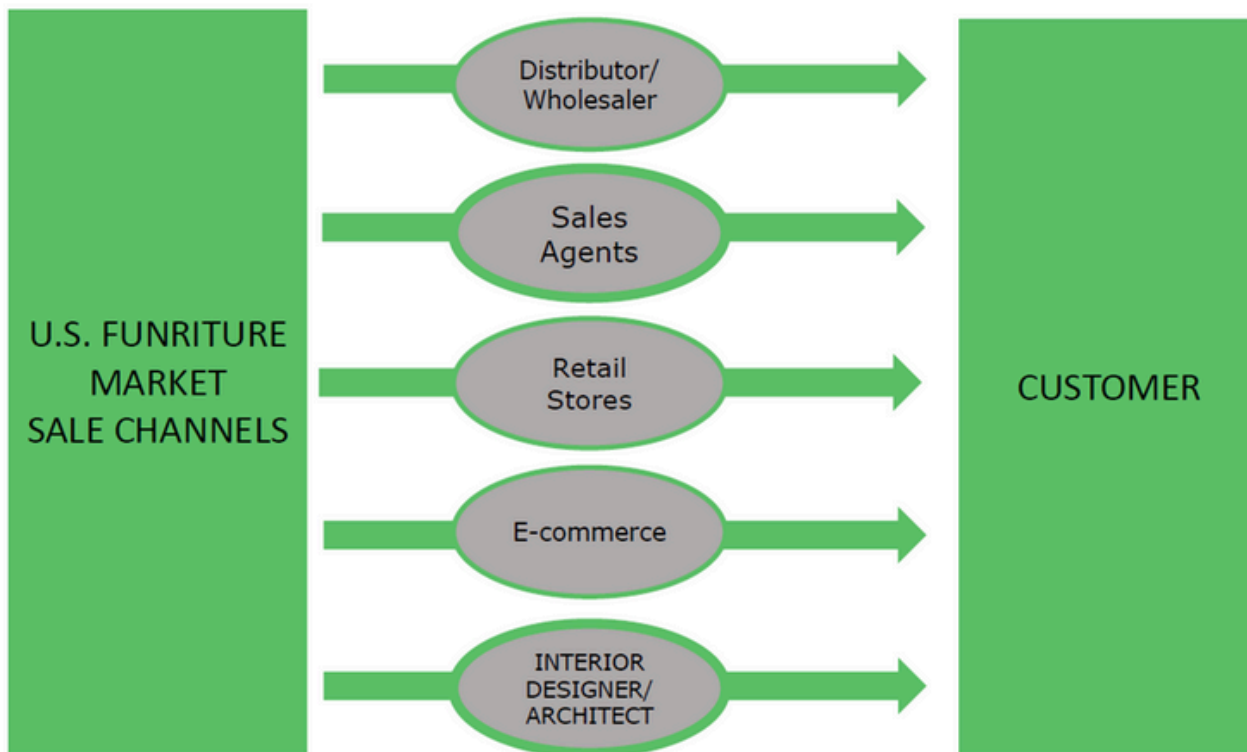 U.S. FUNRITURE
MARKET
SALE CHANNELS
Distributor/
Wholesaler
Sales
Agents
Retail
Stores
E-commerce
INTERIOR
DESIGNER/
ARCHITECT
CUSTOMER